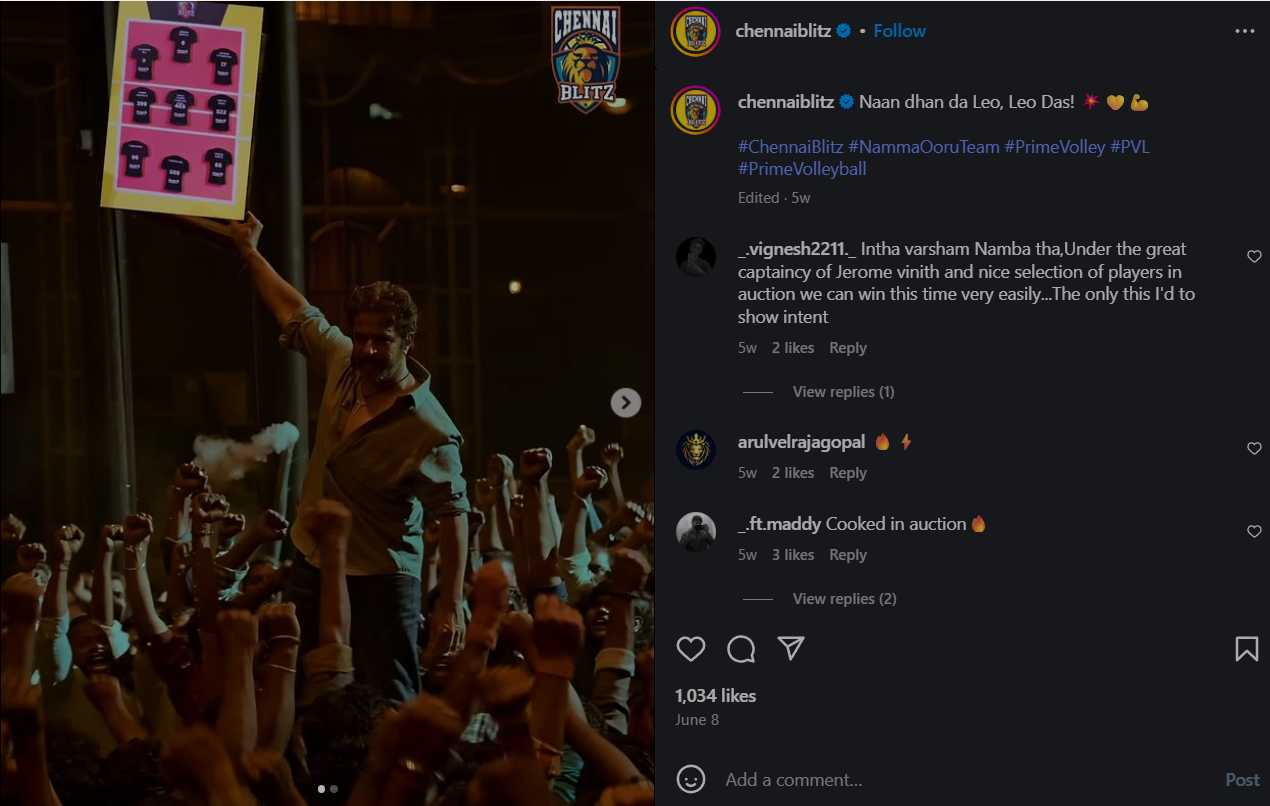 CHENNAI
BLITZ
chennaiblitz • Follow
chennaiblitz Naan dhan da Leo, Leo Das! 💥 💛 💪
#ChennaiBlitz #NammaOoruTeam #PrimeVolley #PVL
#PrimeVolleyball
Edited · 5w
_.vignesh2211._ Intha varsham Namba tha,Under the great
captaincy of Jerome vinith and nice selection of players in
auction we can win this time very easily...The only this I'd to
show intent
5w 2 likes Reply
View replies (1)
arulvelrajagopal 🔥 ⚡
5w 2 likes Reply
_.ft.maddy Cooked in auction 🔥
5w 3 likes Reply
View replies (2)
1,034 likes
June 8
Add a comment...
Post